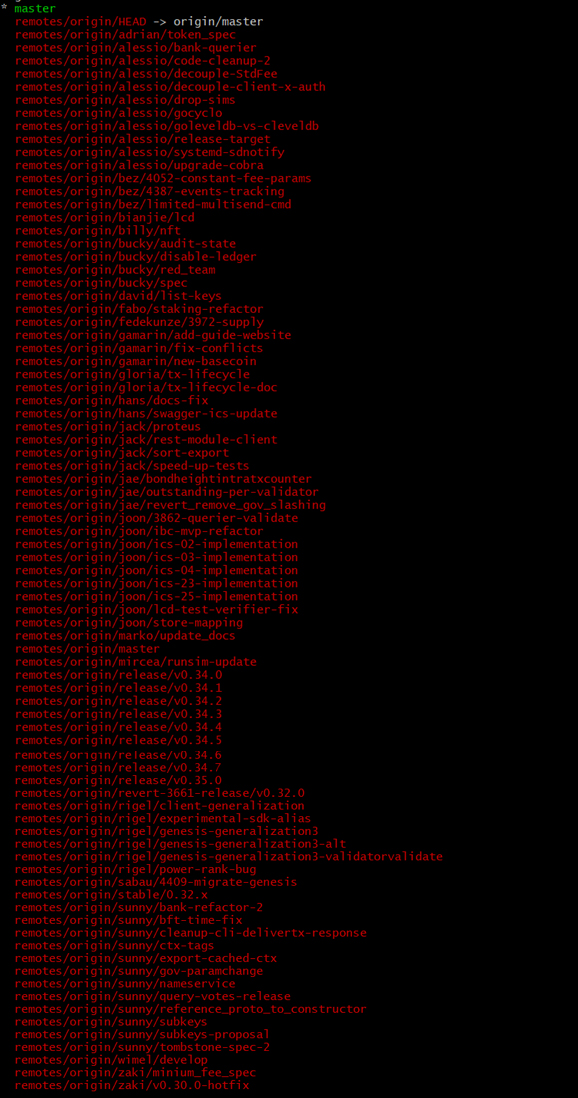 * master
remotes/origin/HEAD -> origin/master
remotes/origin/adrian/token_spec
remotes/origin/alessio/bank-querier
remotes/origin/alessio/code-cleanup-2
remotes/origin/alessio/decouple-StdFee
remotes/origin/alessio/decouple-client-x-auth
remotes/origin/alessio/drop-sims
remotes/origin/alessio/gocyclo
remotes/origin/alessio/goleveldb-vs-cleveldb
remotes/origin/alessio/release-target
remotes/origin/alessio/systemd-sdnotify
remotes/origin/alessio/upgrade-cobra
remotes/origin/bez/4052-constant-fee-params
remotes/origin/bez/4387-events-tracking
remotes/origin/bez/limited-multisend-cmd
remotes/origin/bianjie/lcd
remotes/origin/billy/nft
remotes/origin/bucky/audit-state
remotes/origin/bucky/disable-ledger
remotes/origin/bucky/red_team
remotes/origin/bucky/spec
remotes/origin/david/list-keys
remotes/origin/fabo/staking-refactor
remotes/origin/fedekunze/3972-supply
remotes/origin/gamarin/add-guide-website
remotes/origin/gamarin/fix-conflicts
remotes/origin/gamarin/new-basecoin
remotes/origin/gloria/tx-lifecycle
remotes/origin/gloria/tx-lifecycle-doc
remotes/origin/hans/docs-fix
remotes/origin/hans/swagger-ics-update
remotes/origin/jack/proteus
remotes/origin/jack/rest-module-client
remotes/origin/jack/sort-export
remotes/origin/jack/speed-up-tests
remotes/origin/jae/bondheightintratxcounter
remotes/origin/jae/outstanding-per-validator
remotes/origin/jae/revert_remove_gov_slashing
remotes/origin/joon/3862-querier-validate
remotes/origin/joon/ibc-mvp-refactor
remotes/origin/joon/ics-02-implementation
remotes/origin/joon/ics-03-implementation
remotes/origin/joon/ics-04-implementation
remotes/origin/joon/ics-23-implementation
remotes/origin/joon/ics-25-implementation
remotes/origin/joon/lcd-test-verifier-fix
remotes/origin/joon/store-mapping
remotes/origin/marko/update_docs
remotes/origin/master
remotes/origin/mircea/runsim-update
remotes/origin/release/v0.34.0
remotes/origin/release/v0.34.1
remotes/origin/release/v0.34.2
remotes/origin/release/v0.34.3
remotes/origin/release/v0.34.4
remotes/origin/release/v0.34.5
remotes/origin/release/v0.34.6
remotes/origin/release/v0.34.7
remotes/origin/release/v0.35.0
remotes/origin/revert-3661-release/v0.32.0
remotes/origin/rigel/client-generalization
remotes/origin/rigel/experimental-sdk-alias
remotes/origin/rigel/genesis-generalization3
remotes/origin/rigel/genesis-generalization3-alt
remotes/origin/rigel/genesis-generalization3-validatorvalidate
remotes/origin/rigel/power-rank-bug
remotes/origin/sabau/4409-migrate-genesis
remotes/origin/stable/0.32.x
remotes/origin/sunny/bank-refactor-2
remotes/origin/sunny/bft-time-fix
remotes/origin/sunny/cleanup-cli-delivertx-response
remotes/origin/sunny/ctx-tags
remotes/origin/sunny/export-cached-ctx
remotes/origin/sunny/gov-paramchange
remotes/origin/sunny/nameservice
remotes/origin/sunny/query-votes-release
remotes/origin/sunny/reference_proto_to_constructor
remotes/origin/sunny/subkeys
remotes/origin/sunny/subkeys-proposal
remotes/origin/sunny/tombstone-spec-2
remotes/origin/wimel/develop
remotes/origin/zaki/minium_fee_spec
remotes/origin/zaki/v0.30.0-hotfix